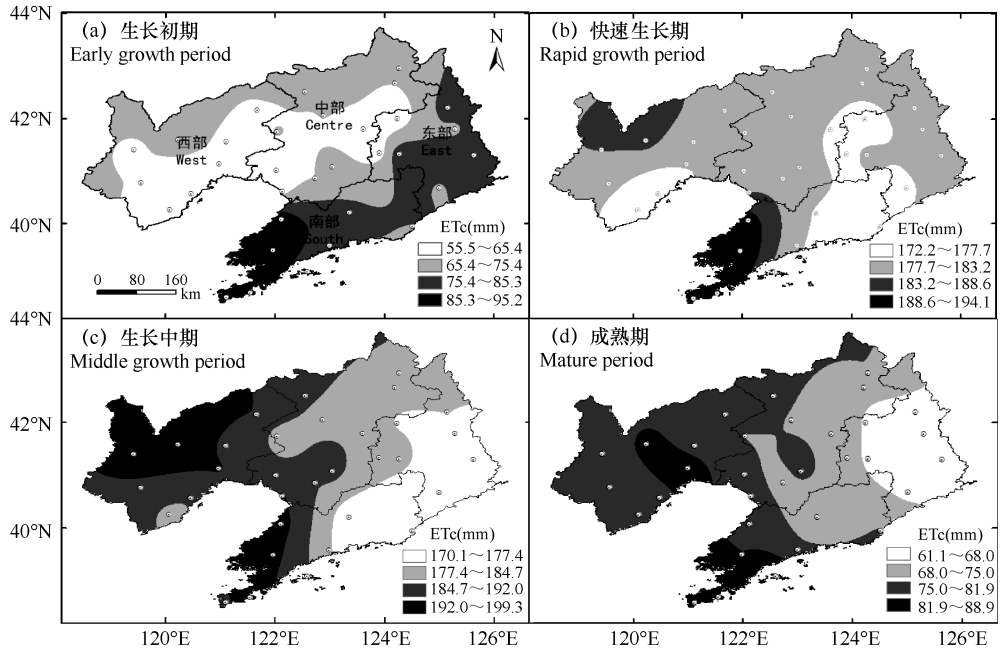 44°N
(a) 生长初期
Early growth period
N
中部
Centre
西部
West
东部
East
南部
South
42°N
40°N
0 80 160
km
ETc(mm)
55.5～65.4
65.4～75.4
75.4～85.3
85.3～95.2
(b) 快速生长期
Rapid growth period
ETc(mm)
172.2～177.7
177.7～183.2
183.2～188.6
188.6～194.1
44°N
(c) 生长中期
Middle growth period
42°N
40°N
ETc(mm)
170.1～177.4
177.4～184.7
184.7～192.0
192.0～199.3
(d) 成熟期
Mature period
ETc(mm)
61.1～68.0
68.0～75.0
75.0～81.9
81.9～88.9
120°E 122°E 124°E 126°E 120°E 122°E 124°E 126°E